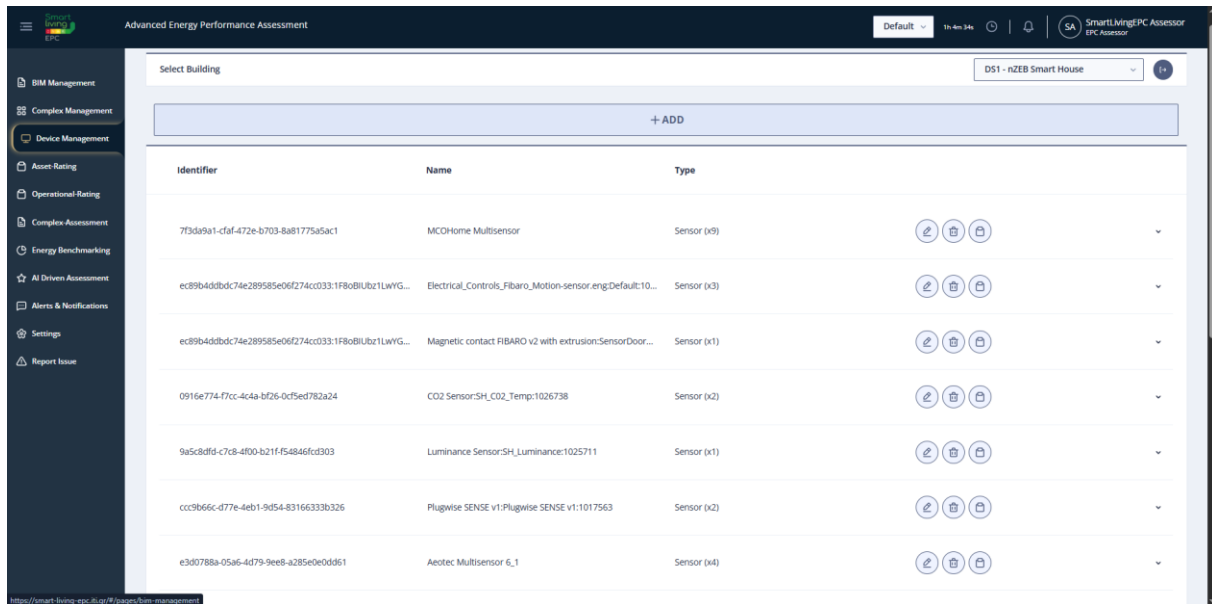 Smart
living
EPC
Advanced Energy Performance Assessment
Default
1h 4m 34s
SA
SmartLivingEPC Assessor
EPC Assessor
BIM Management
Complex Management
Device Management
Asset-Rating
Operational-Rating
Complex-Assessment
Energy Benchmarking
AI Driven Assessment
Alerts & Notifications
Settings
Report Issue
Select Building
DS1 - nZEB Smart House
+ ADD
Identifier Name Type
7f3da9a1-cfaf-472e-b703-8a81775a5ac1 MCOHome Multisensor Sensor (x9)
ec89b4ddbdc74e289585e06f274cc033:1F8oBIUbz1LwYG... Electrical_Controls_Fibaro_Motion-sensor.eng:Default:10... Sensor (x3)
ec89b4ddbdc74e289585e06f274cc033:1F8oBIUbz1LwYG... Magnetic contact FIBARO v2 with extrusion:SensorDoor... Sensor (x1)
0916e774-f7cc-4c4a-bf26-0cf5ed782a24 CO2 Sensor:SH_C02_Temp:1026738 Sensor (x2)
9a5c8dfd-c7c8-4f00-b21f-f54846fcd303 Luminance Sensor:SH_Luminance:1025711 Sensor (x1)
ccc9b66c-d77e-4eb1-9d54-83166333b326 Plugwise SENSE v1:Plugwise SENSE v1:1017563 Sensor (x2)
e3d0788a-05a6-4d79-9ee8-a285e0e0dd61 Aeotec Multisensor 6_1 Sensor (x4)
https://smart-living-epc.iti.gr/#/pages/bim-management